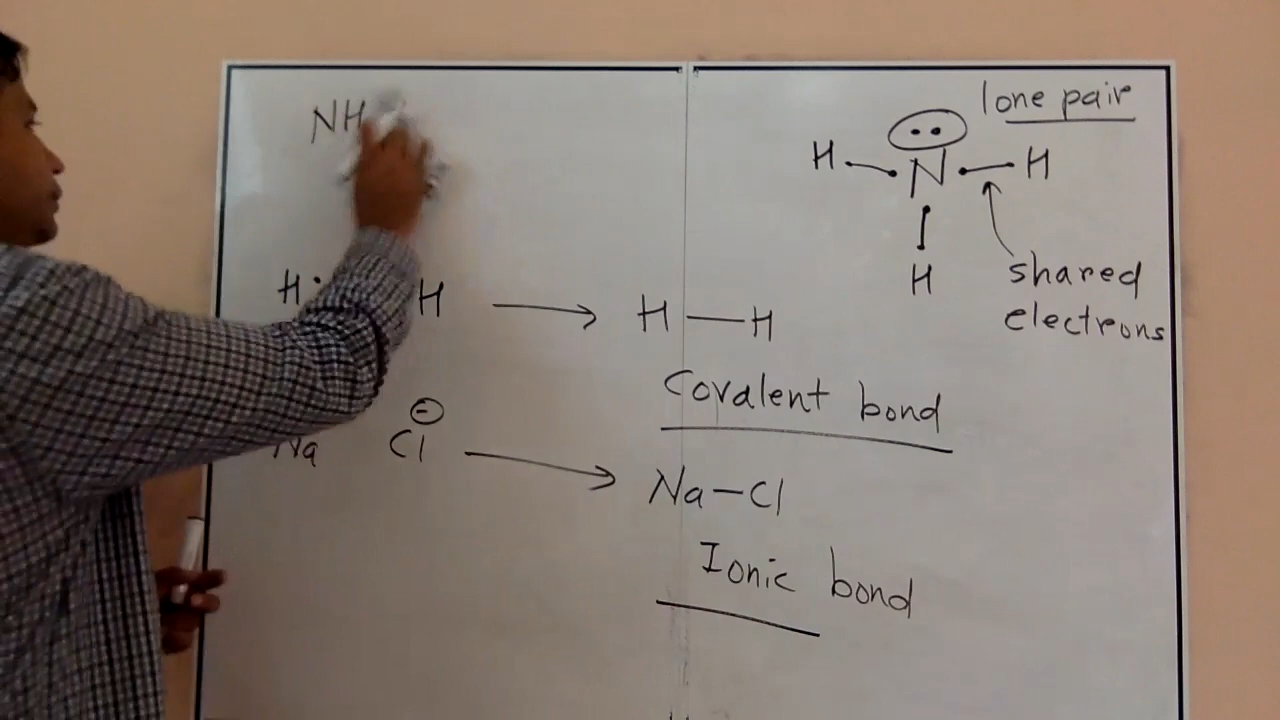 NH
lone pair
H N H
H
shared
electrons
H H → H — H
Covalent bond
Na Cl⊖ → Na — Cl
Ionic bond